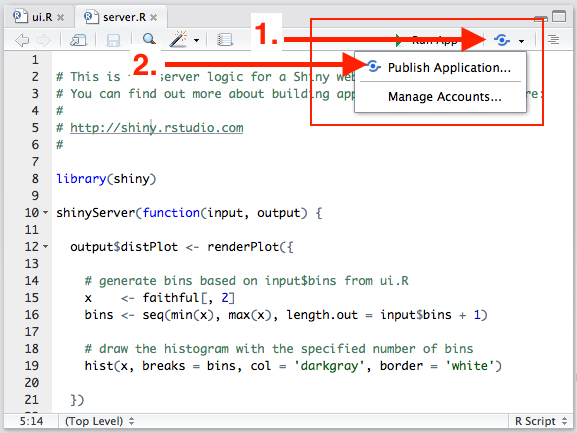 ui.R server.R
1.
Run App
2.
Publish Application...
Manage Accounts...
1
2 # This is server logic for a Shiny web
3 # You can find out more about building app
4 #
5 # http://shiny.rstudio.com
6 #
7
8 library(shiny)
9
10 shinyServer(function(input, output) {
11
12 output$distPlot <- renderPlot({
13
14 # generate bins based on input$bins from ui.R
15 x <- faithful[, 2]
16 bins <- seq(min(x), max(x), length.out = input$bins + 1)
17
18 # draw the histogram with the specified number of bins
19 hist(x, breaks = bins, col = 'darkgray', border = 'white')
20
21 })
5:14 (Top Level) R Script